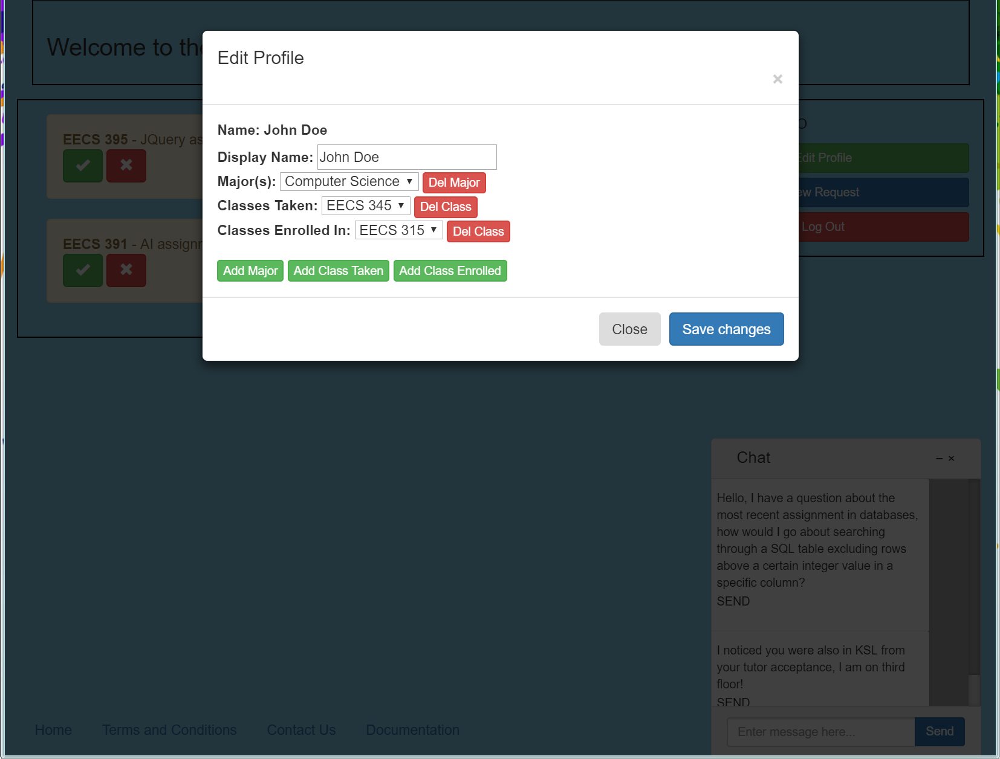 Welcome to the
Edit Profile
×
Name: John Doe
Display Name: John Doe
Major(s): Computer Science Del Major
Classes Taken: EECS 345 Del Class
Classes Enrolled In: EECS 315 Del Class
Add Major Add Class Taken Add Class Enrolled
Close Save changes
EECS 395 - JQuery as
EECS 391 - AI assign
Edit Profile
ew Request
Log Out
Chat
– ×
Hello, I have a question about the
most recent assignment in databases,
how would I go about searching
through a SQL table excluding rows
above a certain integer value in a
specific column?
SEND
I noticed you were also in KSL from
your tutor acceptance, I am on third
floor!
SEND
Enter message here... Send
Home Terms and Conditions Contact Us Documentation